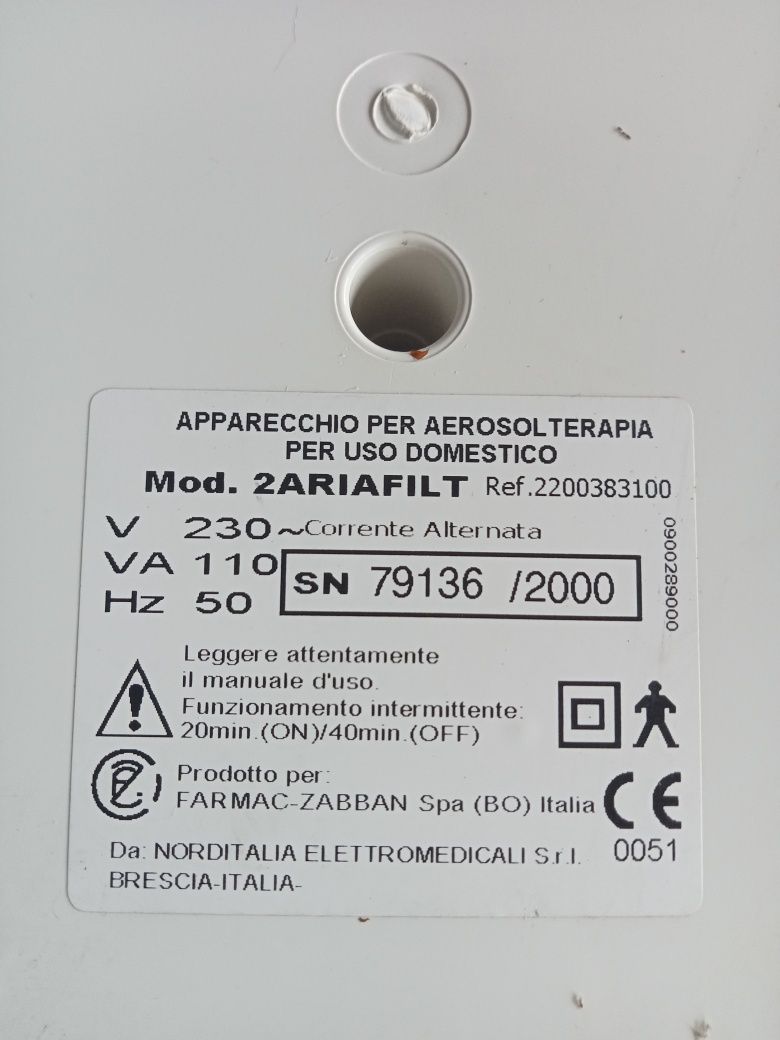 APPARECCHIO PER AEROSOLTERAPIA
PER USO DOMESTICO
Mod. 2ARIAFILT Ref.2200383100
V 230~Corrente Alternata
VA 110
Hz 50
SN 79136 /2000
0900289000
Leggere attentamente
il manuale d'uso.
Funzionamento intermittente:
20min.(ON)/40min.(OFF)
Prodotto per:
FARMAC-ZABBAN Spa (BO) Italia
CE
0051
Da: NORDITALIA ELETTROMEDICALI S.r.l.
BRESCIA-ITALIA-